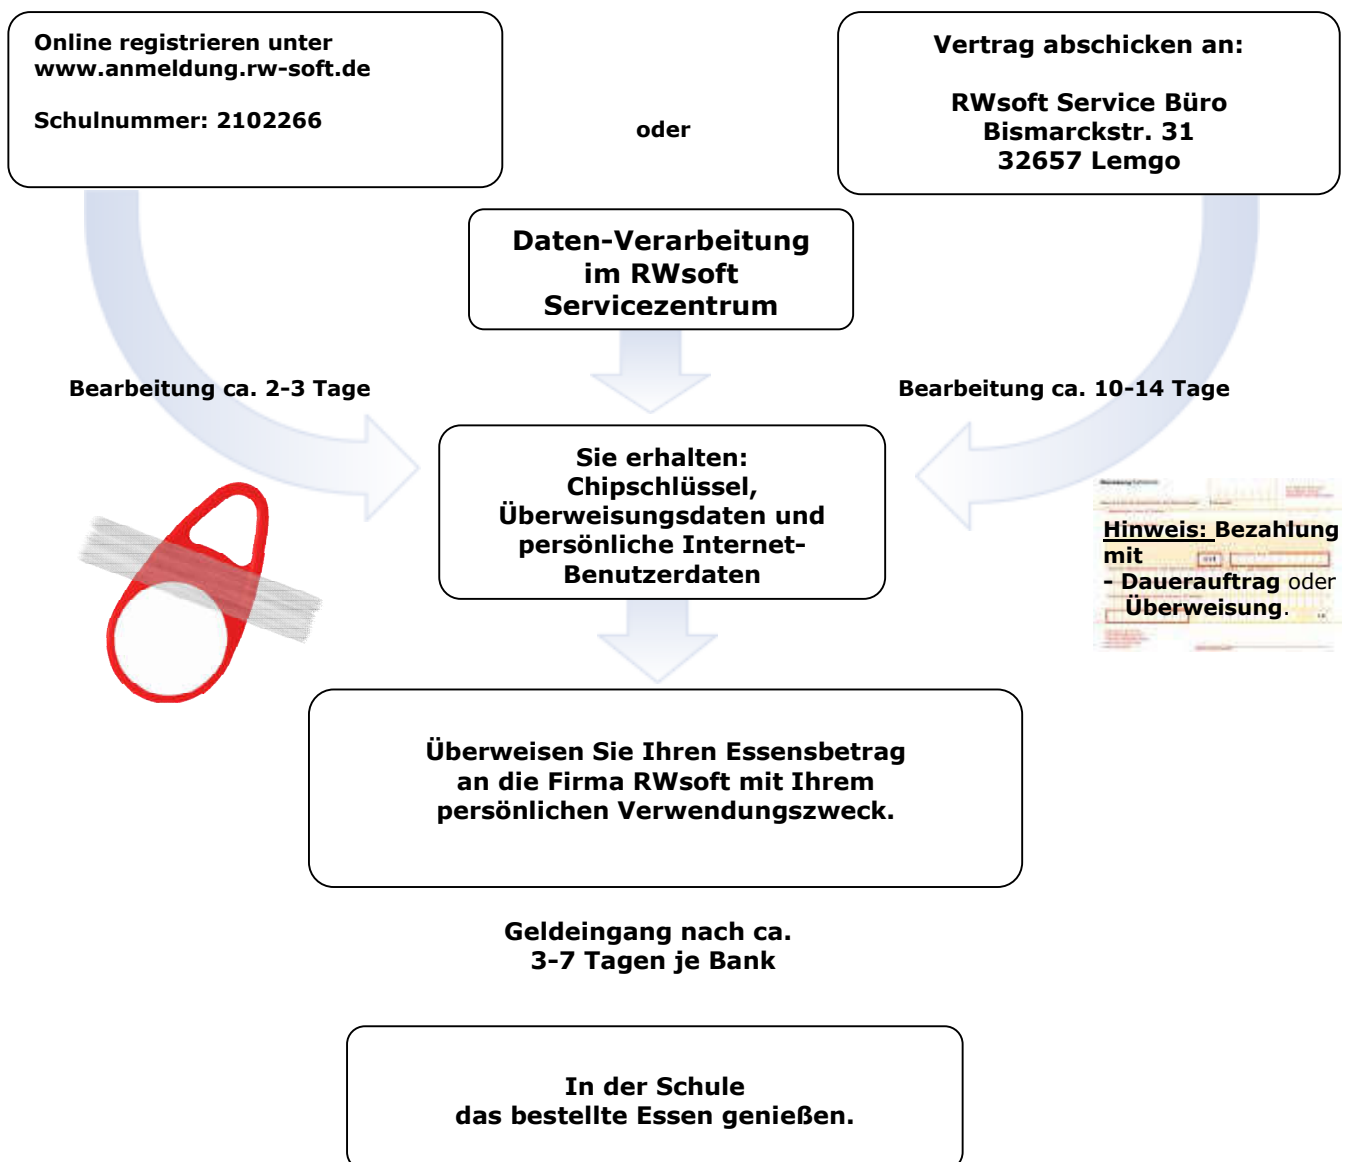 Online registrieren unter
www.anmeldung.rw-soft.de
Schulnummer: 2102266
oder
Vertrag abschicken an:
RWsoft Service Büro
Bismarckstr. 31
32657 Lemgo
Daten-Verarbeitung
im RWsoft
Servicezentrum
Bearbeitung ca. 2-3 Tage
Bearbeitung ca. 10-14 Tage
Sie erhalten:
Chipschlüssel,
Überweisungsdaten und
persönliche Internet-
Benutzerdaten
Hinweis: Bezahlung
mit
- Dauerauftrag oder
Überweisung.
Überweisen Sie Ihren Essensbetrag
an die Firma RWsoft mit Ihrem
persönlichen Verwendungszweck.
Geldeingang nach ca.
3-7 Tagen je Bank
In der Schule
das bestellte Essen genießen.